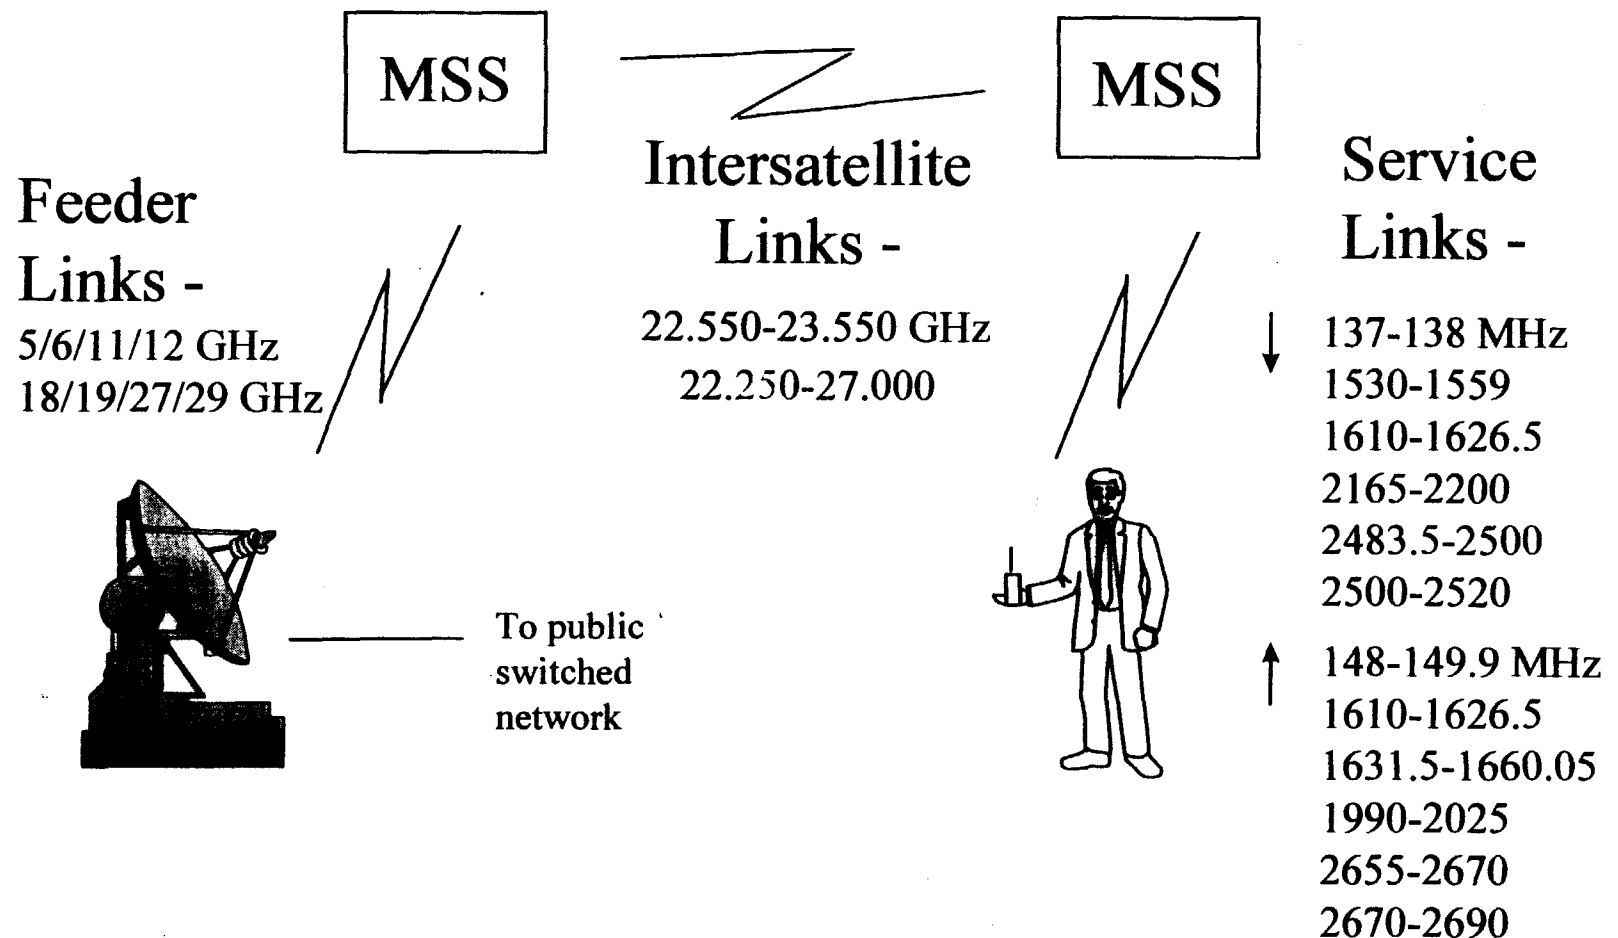 MSS
MSS
Feeder
Links -
5/6/11/12 GHz
18/19/27/29 GHz
Intersatellite
Links -
22.550-23.550 GHz
22.250-27.000
Service
Links -
↓ 137-138 MHz
1530-1559
1610-1626.5
2165-2200
2483.5-2500
2500-2520
↑ 148-149.9 MHz
1610-1626.5
1631.5-1660.05
1990-2025
2655-2670
2670-2690
To public
switched
network